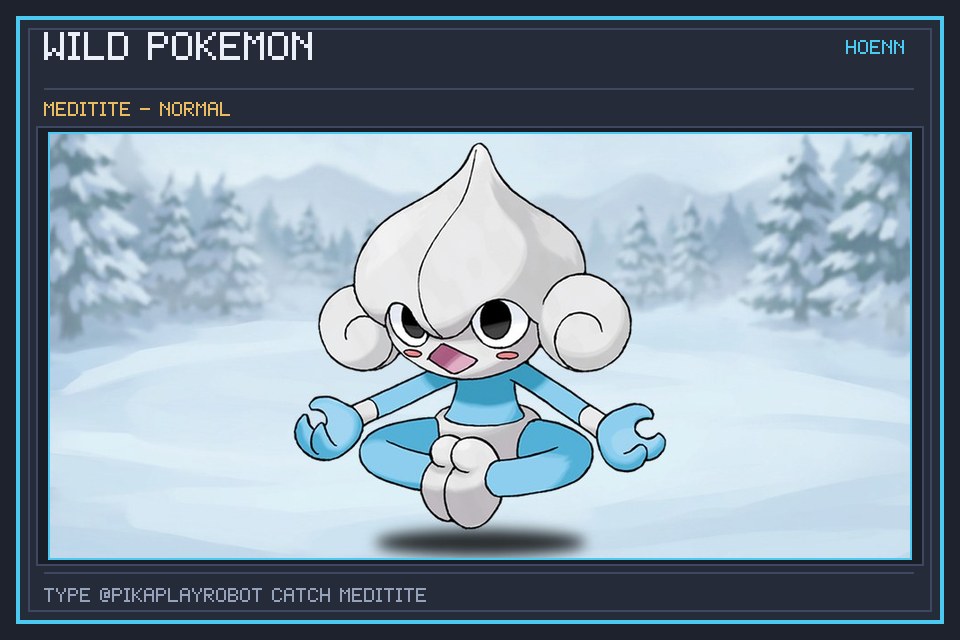 WILD POKEMON
HOENN
MEDITITE - NORMAL
TYPE @PIKAPLAYROBOT CATCH MEDITITE